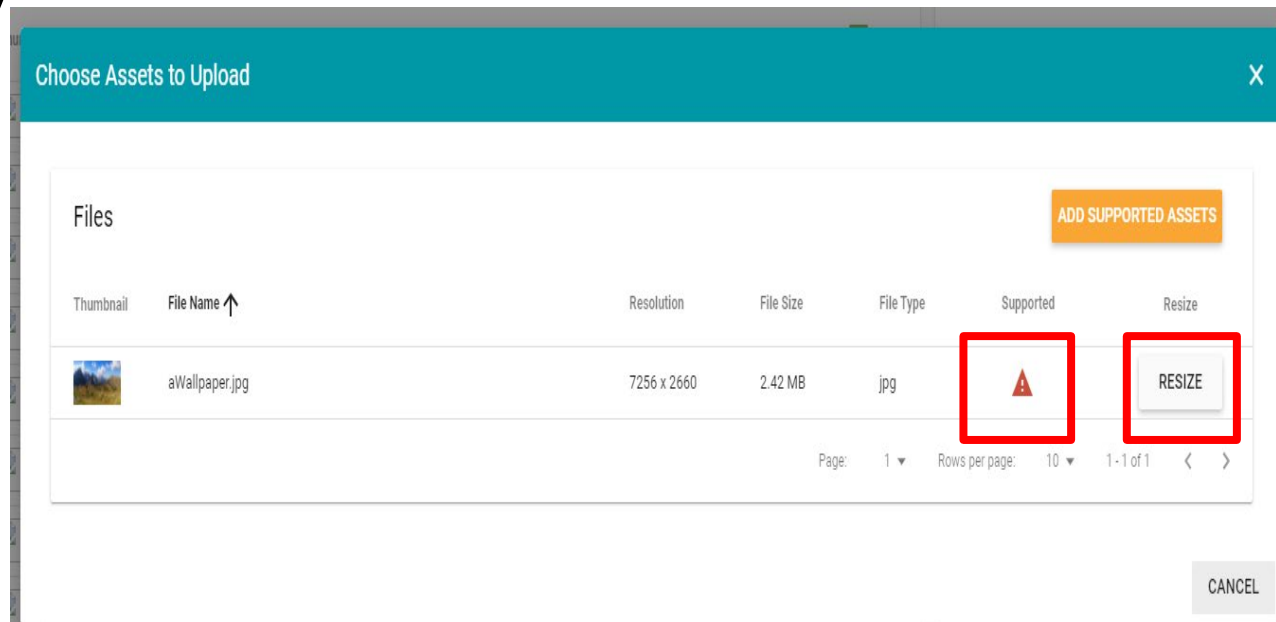 Choose Assets to Upload X
Files
ADD SUPPORTED ASSETS
Thumbnail File Name Resolution File Size File Type Supported Resize
aWallpaper.jpg 7256 x 2660 2.42 MB jpg RESIZE
Page: 1 Rows per page: 10 1 - 1 of 1
CANCEL